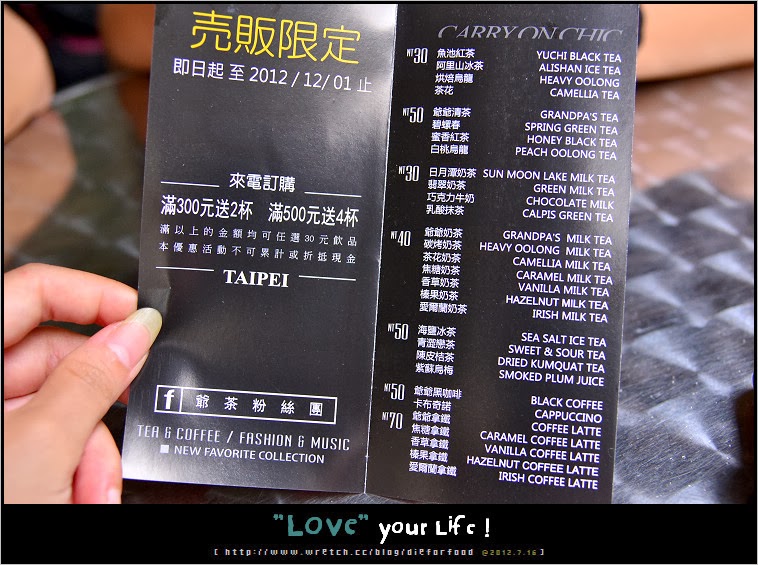 売販限定
即日起 至 2012 / 12/ 01 止
來電訂購
滿300元送2杯 滿500元送4杯
滿以上的金額均可任選30元飲品
本優惠活動不可累計或折抵現金
TAIPEI
f 爺茶粉絲團
TEA & COFFEE / FASHION & MUSIC
■ NEW FAVORITE COLLECTION
CARRY ON CHIC
NT30 魚池紅茶 YUCHI BLACK TEA
阿里山冰茶 ALISHAN ICE TEA
烘焙烏龍 HEAVY OOLONG
茶花 CAMELLIA TEA
NT50 爺爺清茶 GRANDPA'S TEA
碧螺春 SPRING GREEN TEA
蜜香紅茶 HONEY BLACK TEA
白桃烏龍 PEACH OOLONG TEA
NT30 日月潭奶茶 SUN MOON LAKE MILK TEA
翡翠奶茶 GREEN MILK TEA
巧克力牛奶 CHOCOLATE MILK
乳酸抹茶 CALPIS GREEN TEA
NT40 爺爺奶茶 GRANDPA'S MILK TEA
碳烤奶茶 HEAVY OOLONG MILK TEA
茶花奶茶 CAMELLIA MILK TEA
焦糖奶茶 CARAMEL MILK TEA
香草奶茶 VANILLA MILK TEA
榛果奶茶 HAZELNUT MILK TEA
愛爾蘭奶茶 IRISH MILK TEA
NT50 海鹽冰茶 SEA SALT ICE TEA
青澀戀茶 SWEET & SOUR TEA
陳皮桔茶 DRIED KUMQUAT TEA
紫蘇烏梅 SMOKED PLUM JUICE
NT50 爺爺黑咖啡 BLACK COFFEE
卡布奇諾 CAPPUCCINO
NT70 爺爺拿鐵 COFFEE LATTE
焦糖拿鐵 CARAMEL COFFEE LATTE
香草拿鐵 VANILLA COFFEE LATTE
榛果拿鐵 HAZELNUT COFFEE LATTE
愛爾蘭拿鐵 IRISH COFFEE LATTE
"Love" your Life !
[ http://www.wretch.cc/blog/dieforfood @2012.7.16 ]